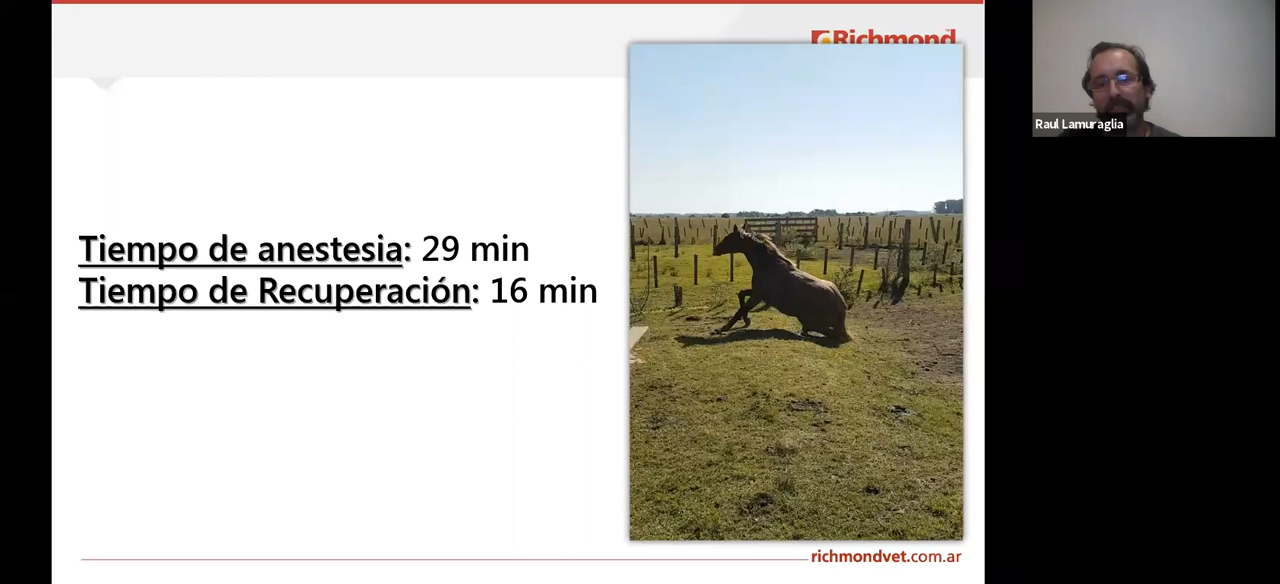 Richmond
Raul Lamuraglia
Tiempo de anestesia: 29 min
Tiempo de Recuperación: 16 min
richmondvet.com.ar